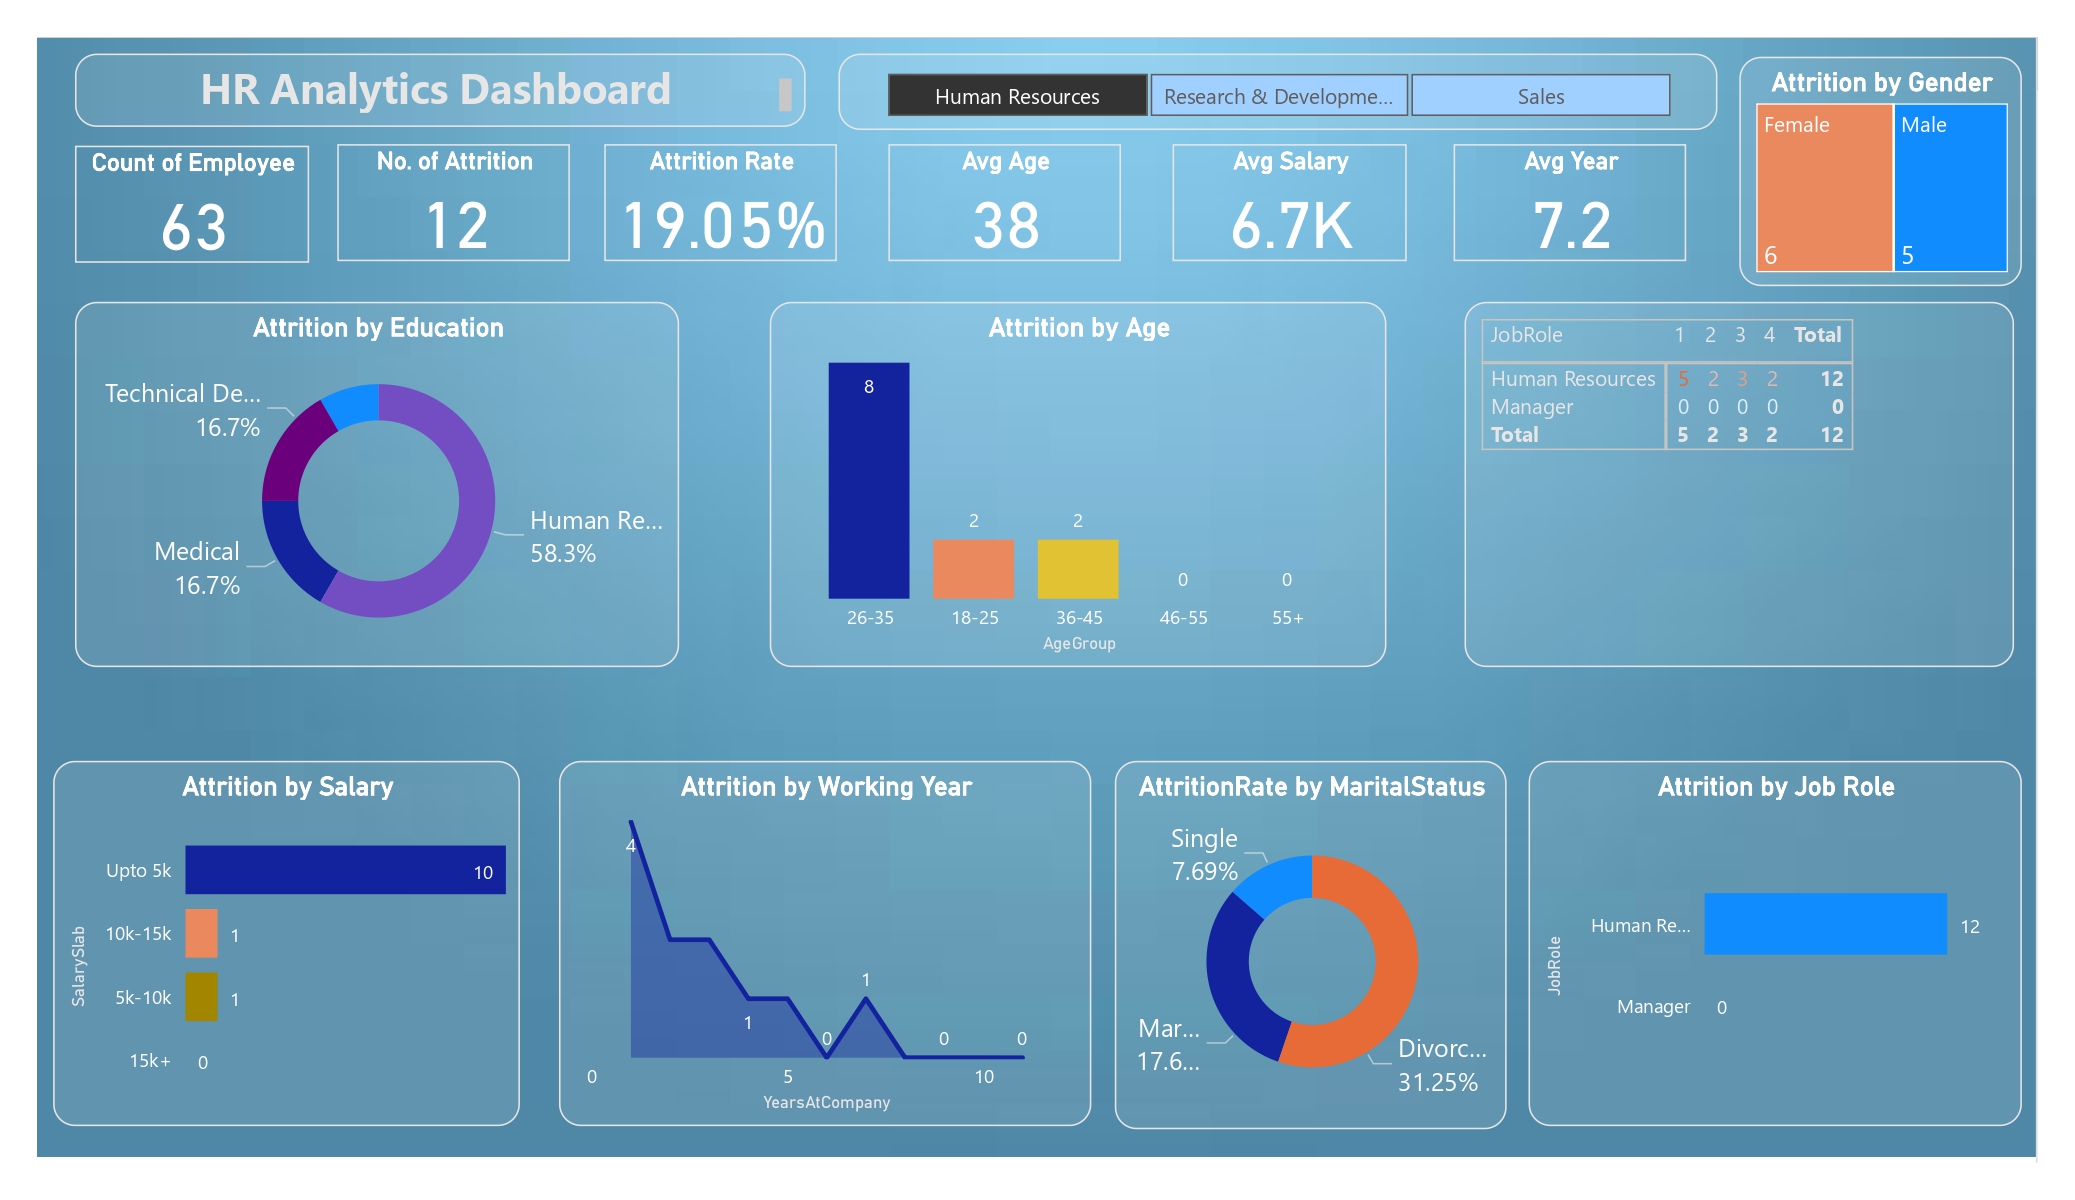 HR Analytics Dashboard
Human Resources
Research & Developme...
Sales
Attrition by Gender
Female
Male
6
5
Count of Employee
63
No. of Attrition
12
Attrition Rate
19.05%
Avg Age
38
Avg Salary
6.7K
Avg Year
7.2
Attrition by Education
Technical De...
16.7%
Medical
16.7%
Human Re...
58.3%
Attrition by Age
8
2
2
0
0
26-35
18-25
36-45
46-55
55+
AgeGroup
JobRole 1 2 3 4 Total
Human Resources 5 2 3 2 12
Manager 0 0 0 0 0
Total 5 2 3 2 12
Attrition by Salary
SalarySlab
Upto 5k 10
10k-15k 1
5k-10k 1
15k+ 0
Attrition by Working Year
4
1
0
1
0
0
0
5
10
YearsAtCompany
AttritionRate by MaritalStatus
Single
7.69%
Mar...
17.6...
Divorc...
31.25%
Attrition by Job Role
JobRole
Human Re... 12
Manager 0